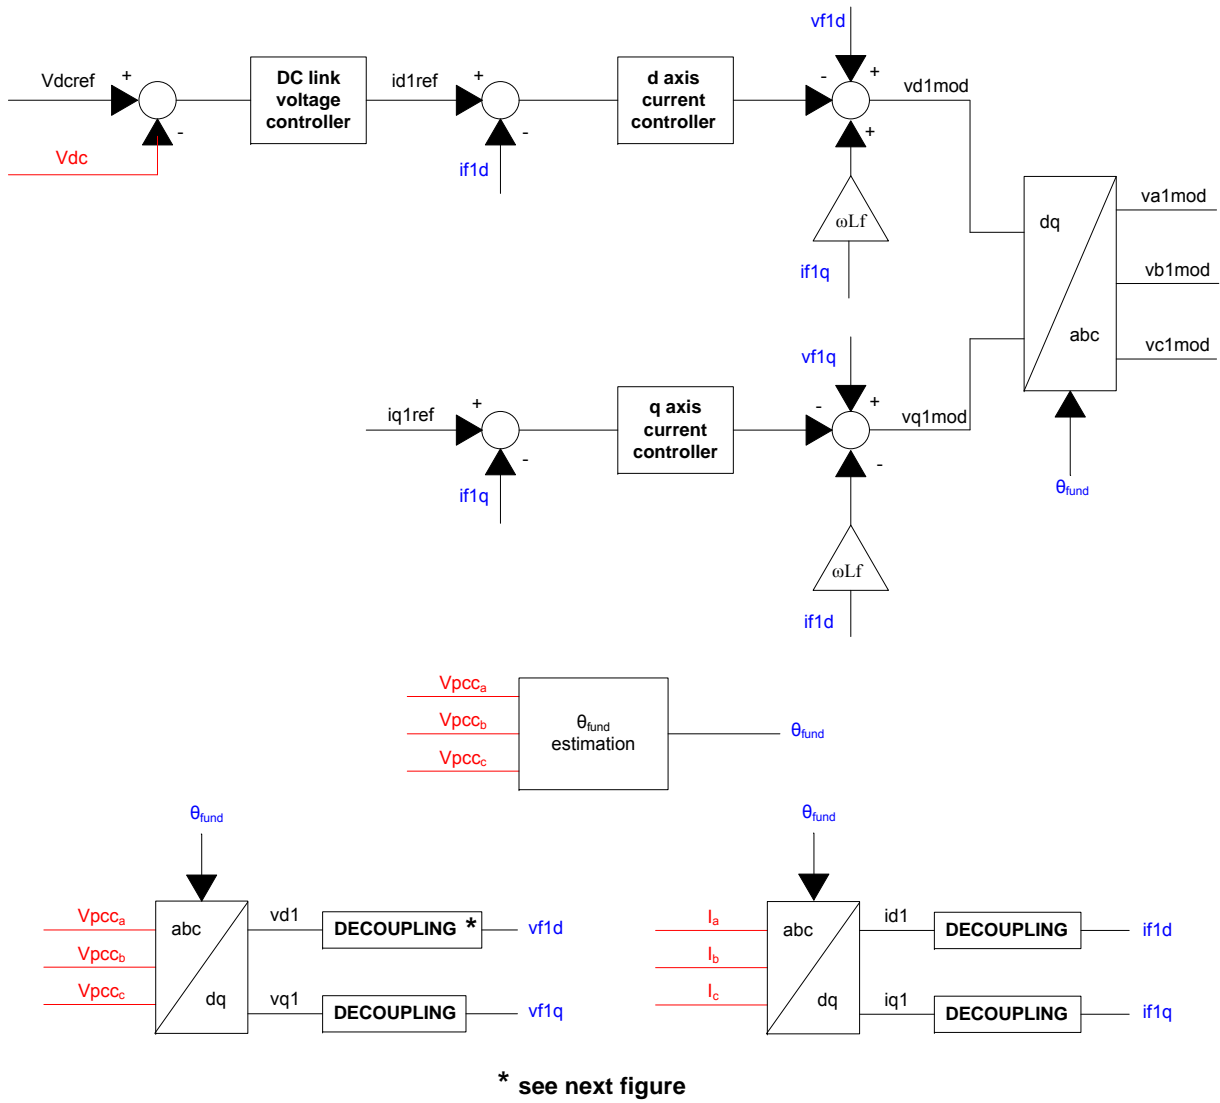 vf1d
Vdcref
+
-
DC link
voltage
controller
id1ref
+
-
d axis
current
controller
-
+
+
vd1mod
Vdc
if1d
ωLf
if1q
dq
abc
va1mod
vb1mod
vc1mod
θfund
vf1q
iq1ref
+
-
q axis
current
controller
-
+
-
vq1mod
if1q
ωLf
if1d
Vpcca
Vpccb
Vpccc
θfund
estimation
θfund
θfund
Vpcca
Vpccb
Vpccc
abc
dq
vd1
DECOUPLING *
vf1d
vq1
DECOUPLING
vf1q
θfund
Ia
Ib
Ic
abc
dq
id1
DECOUPLING
if1d
iq1
DECOUPLING
if1q
* see next figure